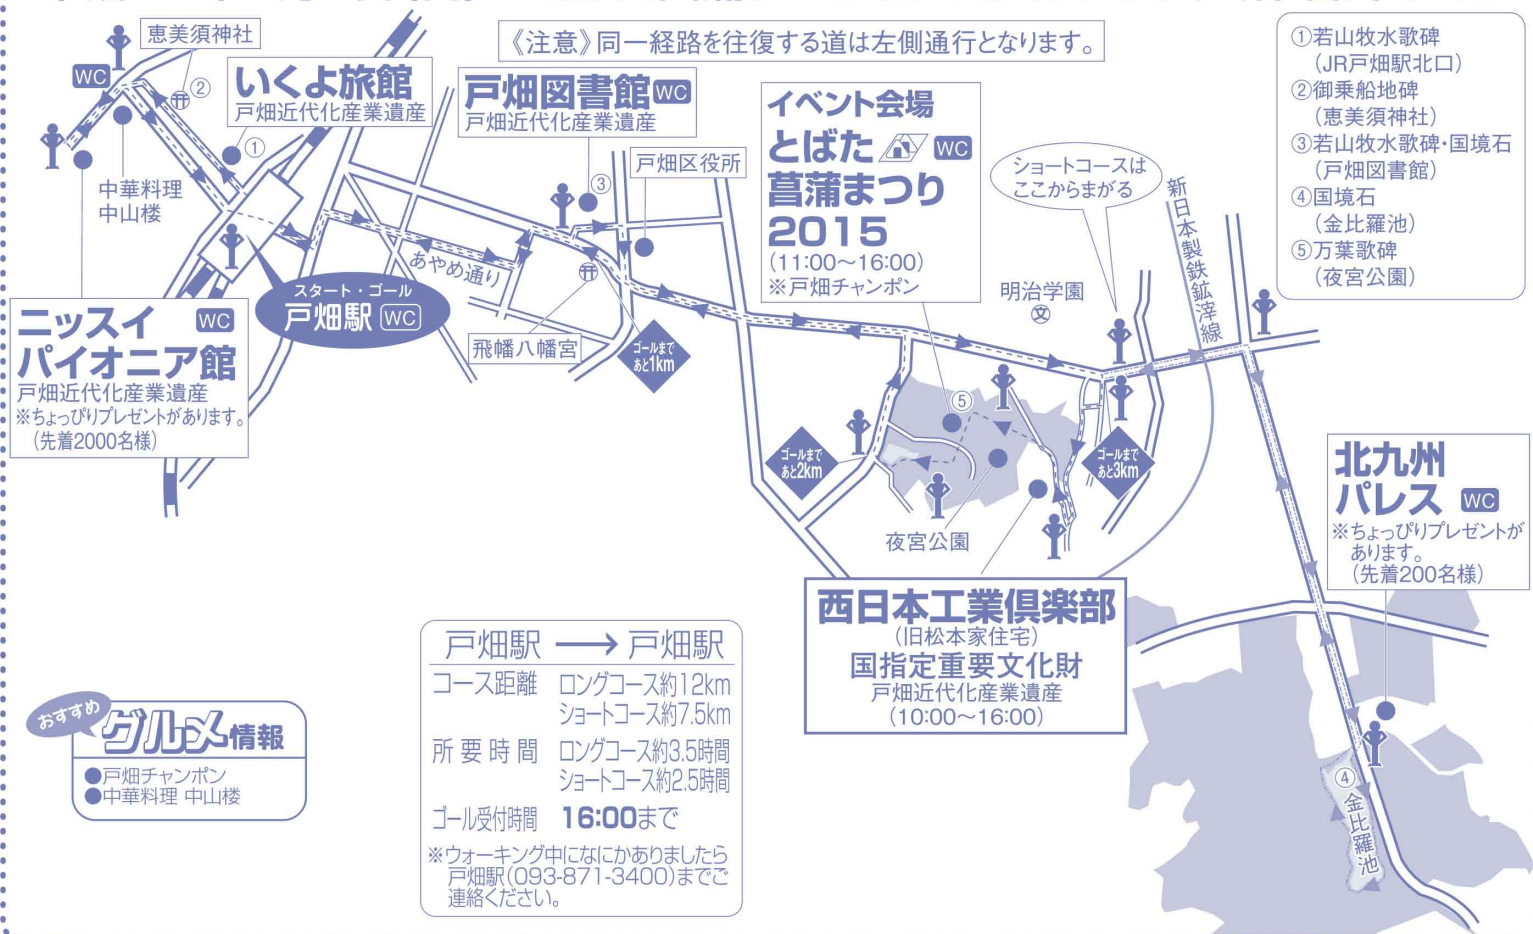 《注意》同一経路を往復する道は左側通行となります。
①若山牧水歌碑
(JR戸畑駅北口)
②御乗船地碑
(恵美須神社)
③若山牧水歌碑・国境石
(戸畑図書館)
④国境石
(金比羅池)
⑤万葉歌碑
(夜宮公園)
恵美須神社
WC
②
いくよ旅館
戸畑近代化産業遺産
①
中華料理
中山楼
戸畑図書館 WC
戸畑近代化産業遺産
③
戸畑区役所
イベント会場
とばた WC
菖蒲まつり
2015
(11:00〜16:00)
※戸畑チャンポン
ショートコースは
ここからまがる
新日本製鉄鉱滓線
明治学園
文
あやめ通り
スタート・ゴール
戸畑駅 WC
飛幡八幡宮
ゴールまで
あと1km
ニッスイ WC
パイオニア館
戸畑近代化産業遺産
※ちょっぴりプレゼントがあります。
(先着2000名様)
⑤
ゴールまで
あと2km
ゴールまで
あと3km
夜宮公園
北九州
パレス WC
※ちょっぴりプレゼントが
あります。
(先着200名様)
西日本工業倶楽部
(旧松本家住宅)
国指定重要文化財
戸畑近代化産業遺産
(10:00〜16:00)
④
金比羅池
戸畑駅 → 戸畑駅
コース距離 ロングコース約12km
ショートコース約7.5km
所要時間 ロングコース約3.5時間
ショートコース約2.5時間
ゴール受付時間 16:00まで
※ウォーキング中になにかありましたら
戸畑駅(093-871-3400)までご
連絡ください。
おすすめ
グルメ情報
●戸畑チャンポン
●中華料理 中山楼